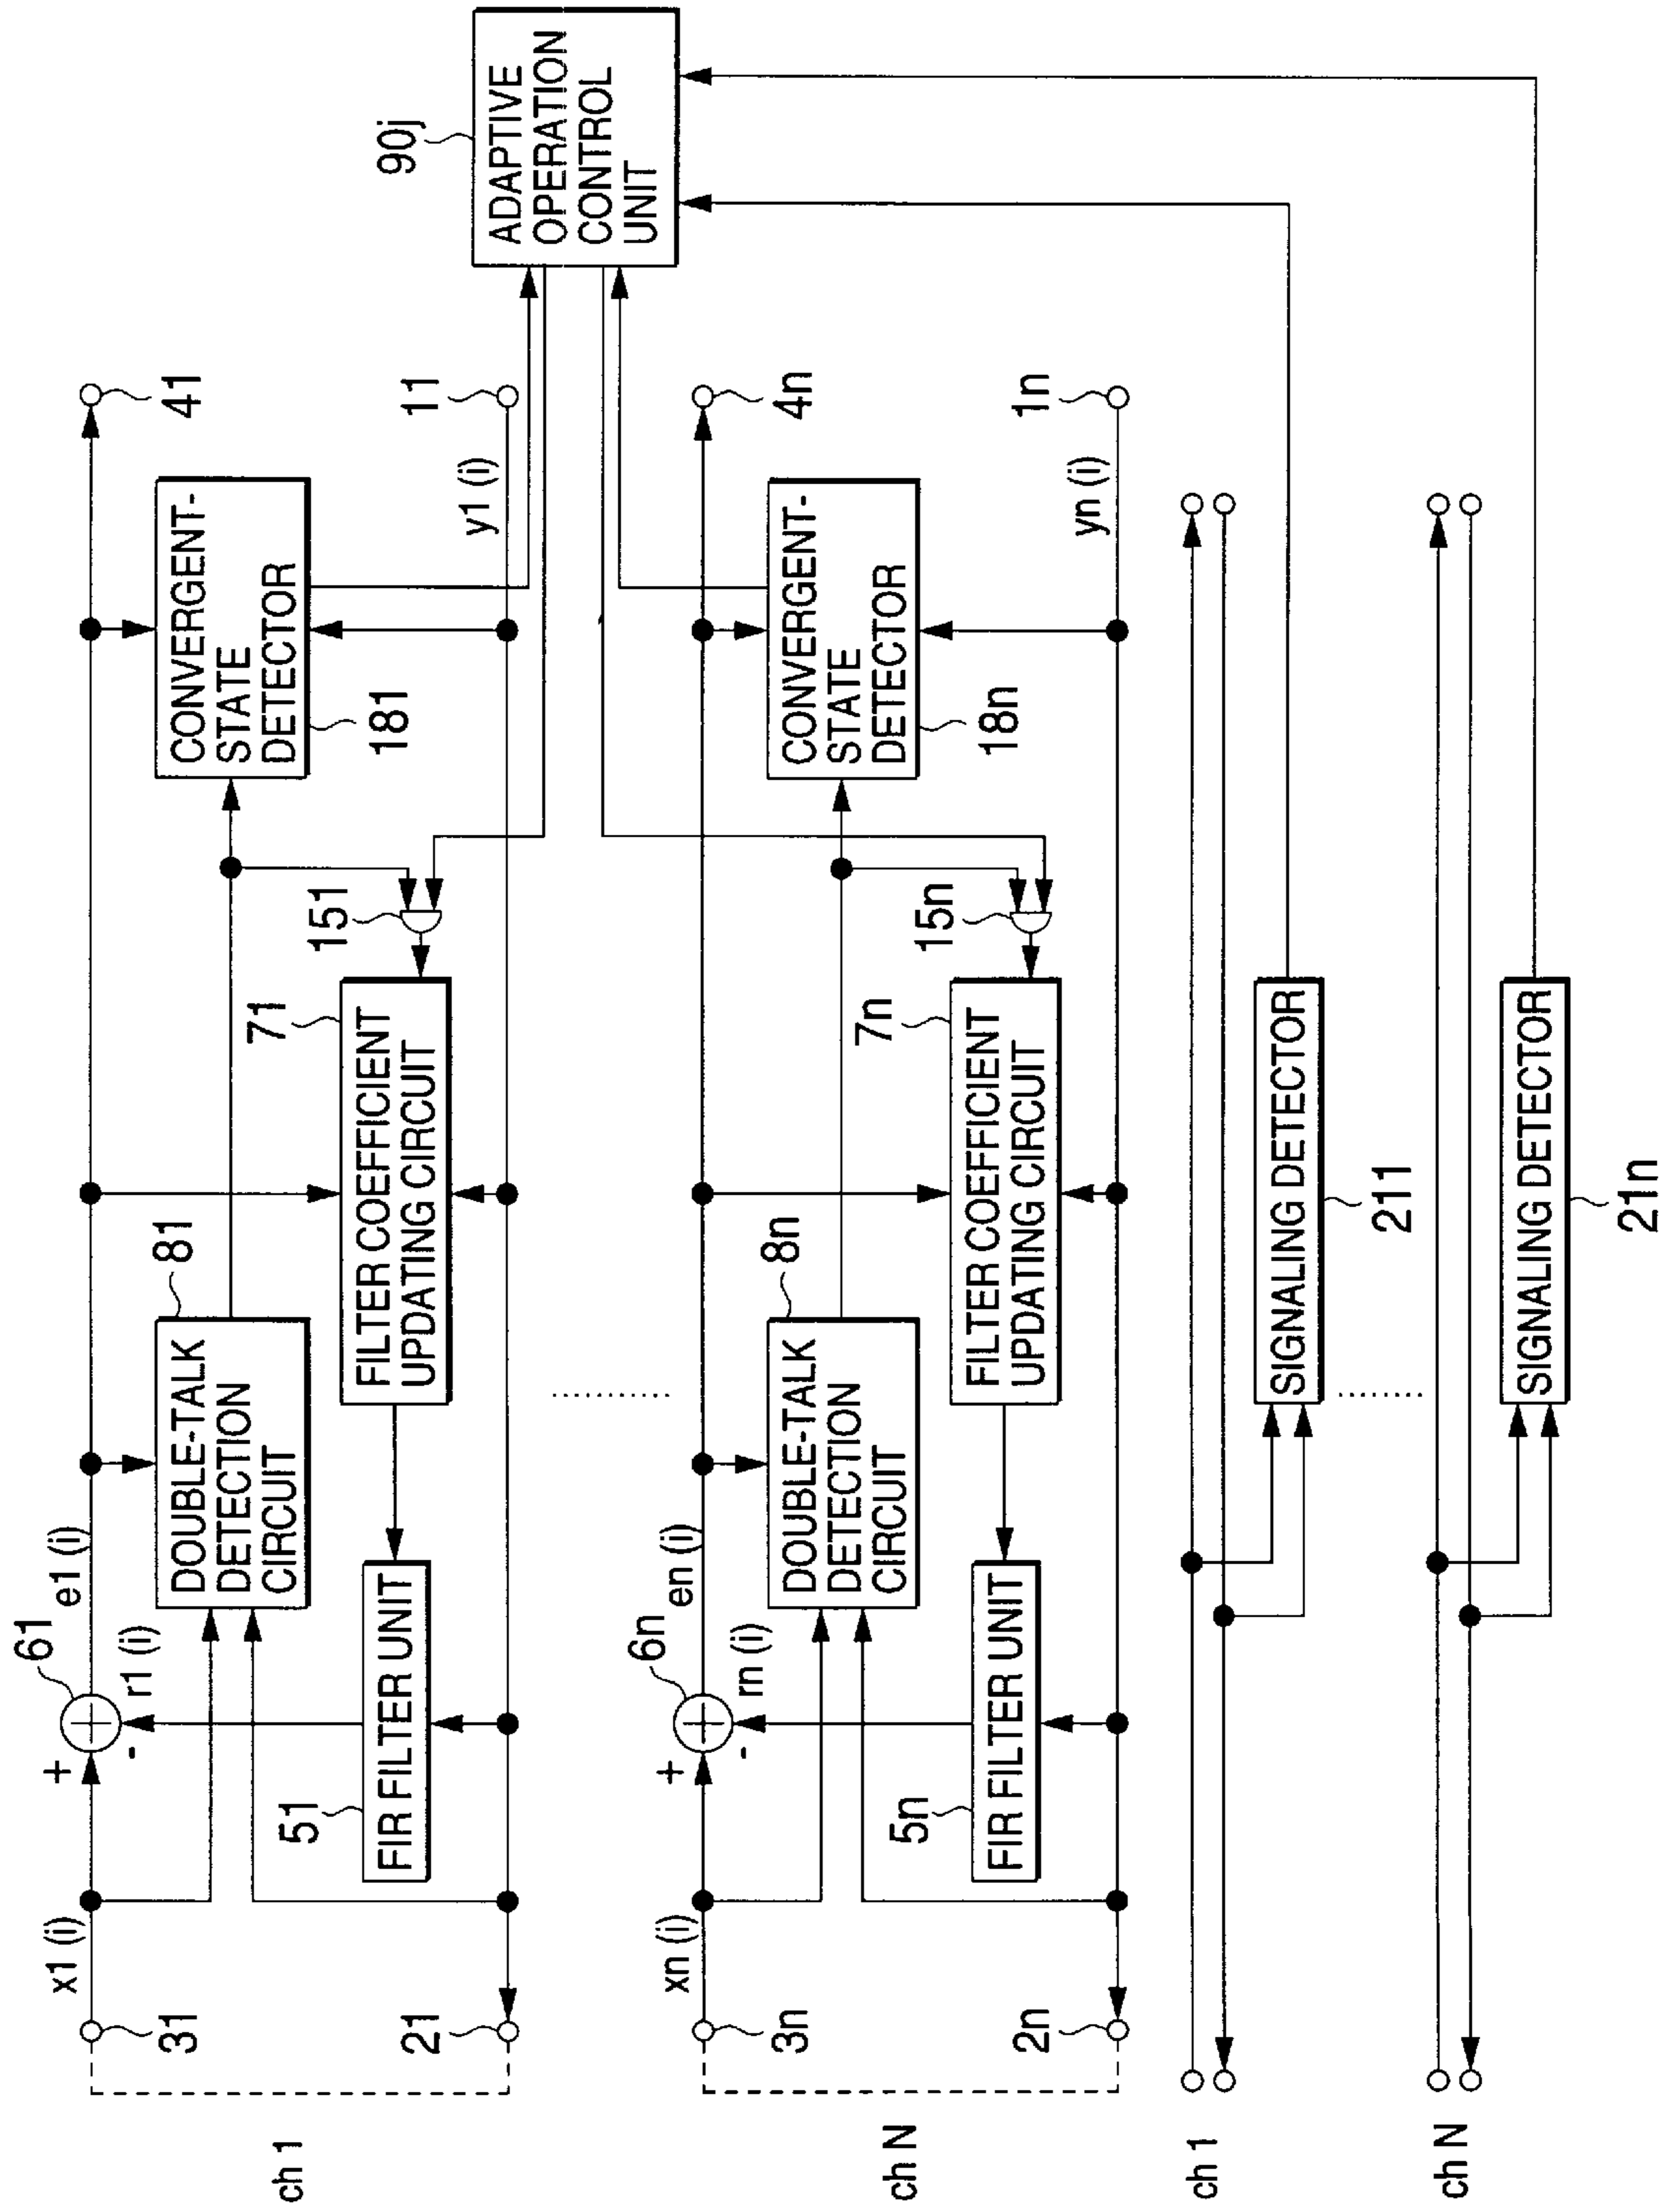 ch 1
31
x1 (i)
+
-
61
r1 (i)
e1 (i)
51
FIR FILTER UNIT
81
DOUBLE-TALK
DETECTION
CIRCUIT
71
FILTER COEFFICIENT
UPDATING CIRCUIT
151
CONVERGENT-
STATE
DETECTOR
181
41
11
y1 (i)
21
90j
ADAPTIVE
OPERATION
CONTROL
UNIT
ch N
3n
xn (i)
+
-
6n
rn (i)
en (i)
5n
FIR FILTER UNIT
8n
DOUBLE-TALK
DETECTION
CIRCUIT
7n
FILTER COEFFICIENT
UPDATING CIRCUIT
15n
CONVERGENT-
STATE
DETECTOR
18n
4n
1n
yn (i)
2n
ch 1
SIGNALING DETECTOR
211
ch N
SIGNALING DETECTOR
21n